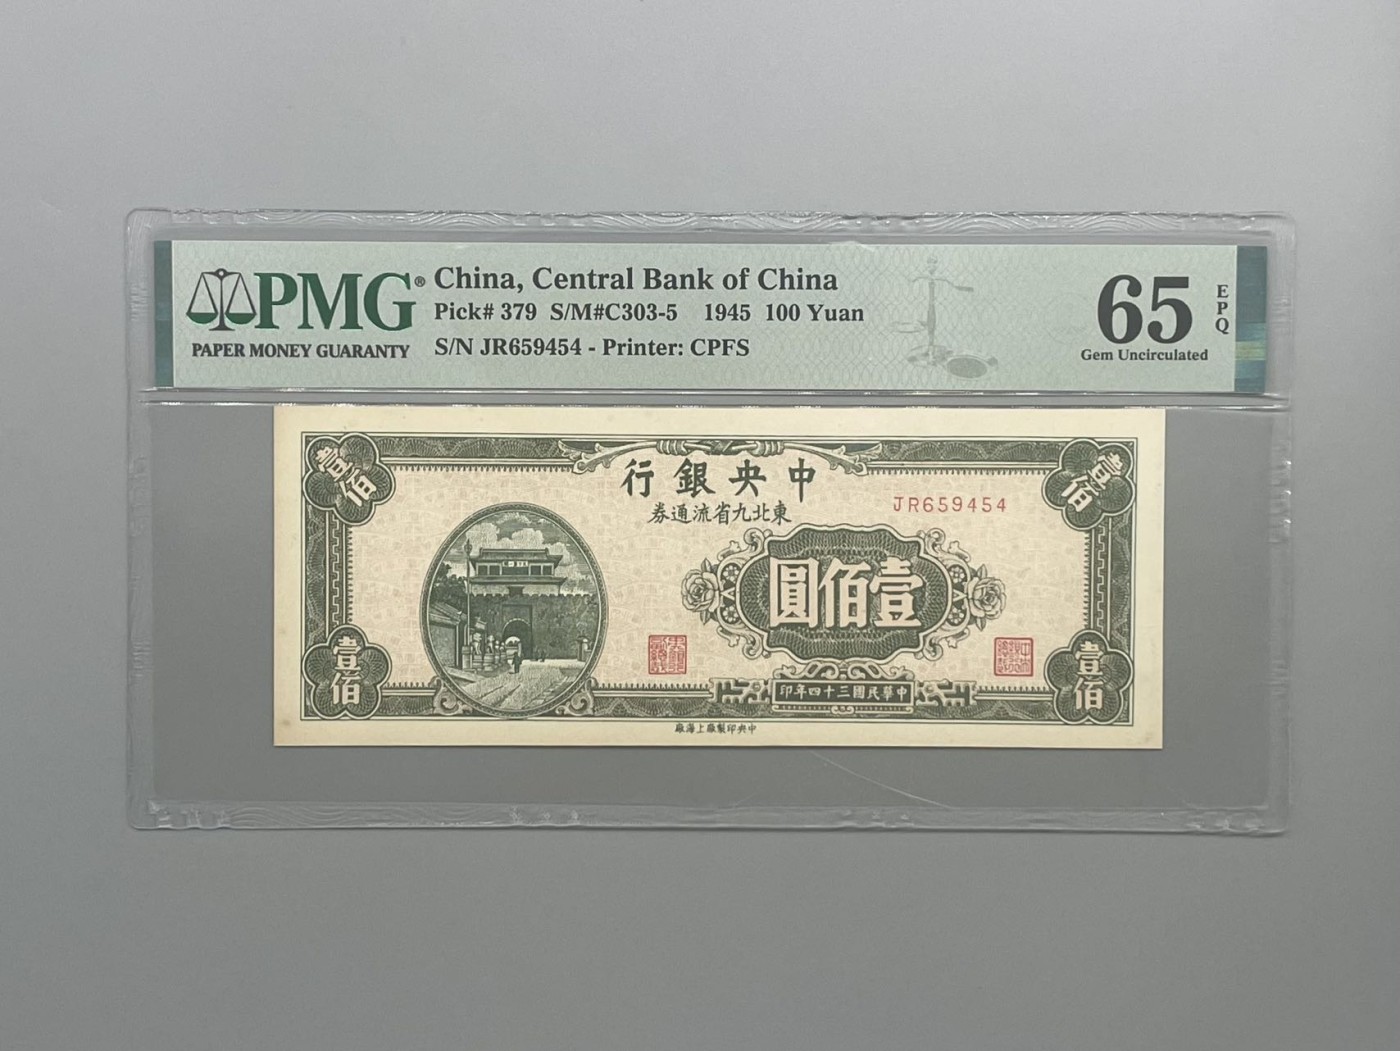 PMG®
PAPER MONEY GUARANTY
China, Central Bank of China
Pick# 379 S/M#C303-5 1945 100 Yuan
S/N JR659454 - Printer: CPFS
65
EPQ
Gem Uncirculated
壹佰
壹佰
中央銀行
東北九省流通券
JR659454
壹佰圓
中華民國三十四年印
壹佰
壹佰
中央印製廠上海廠